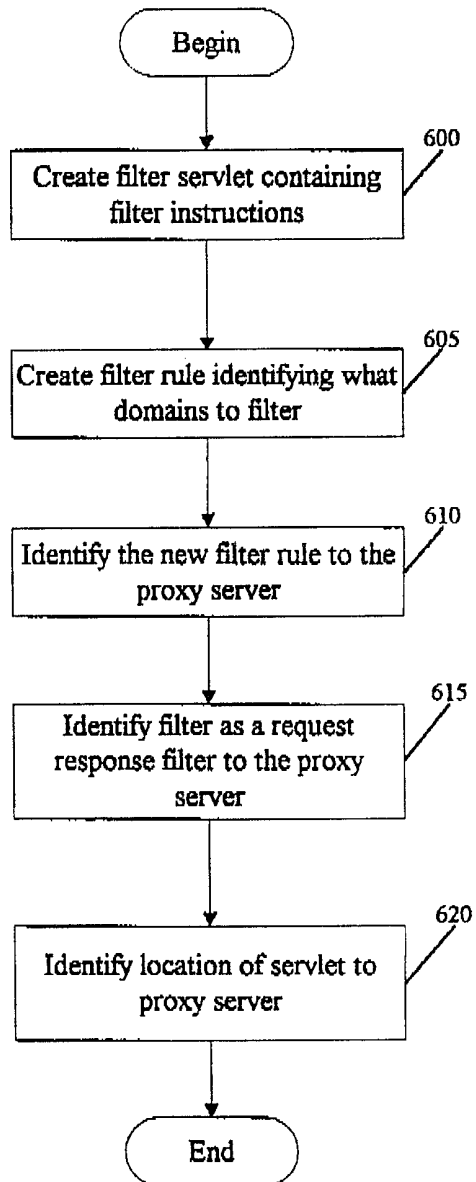 Begin
600
Create filter servlet containing
filter instructions
605
Create filter rule identifying what
domains to filter
610
Identify the new filter rule to the
proxy server
615
Identify filter as a request
response filter to the proxy
server
620
Identify location of servlet to
proxy server
End